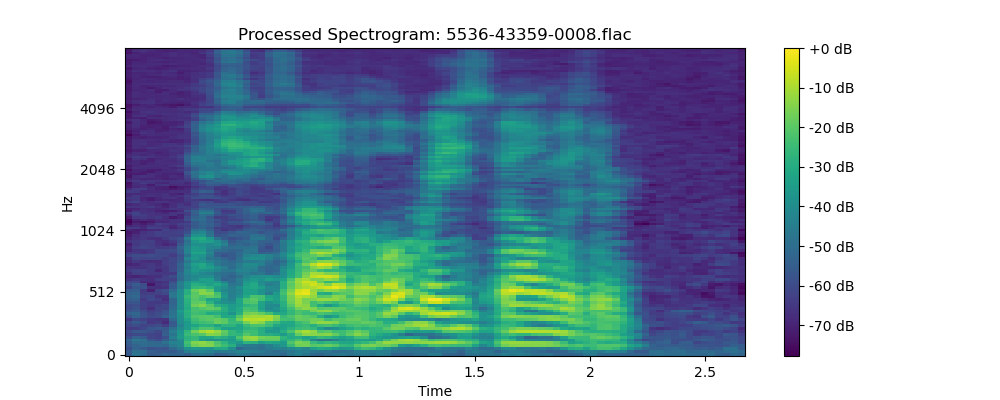 Processed Spectrogram: 5536-43359-0008.flac
+0 dB
-10 dB
-20 dB
-30 dB
-40 dB
-50 dB
-60 dB
-70 dB
Hz
4096
2048
1024
512
0
0 0.5 1 1.5 2 2.5
Time